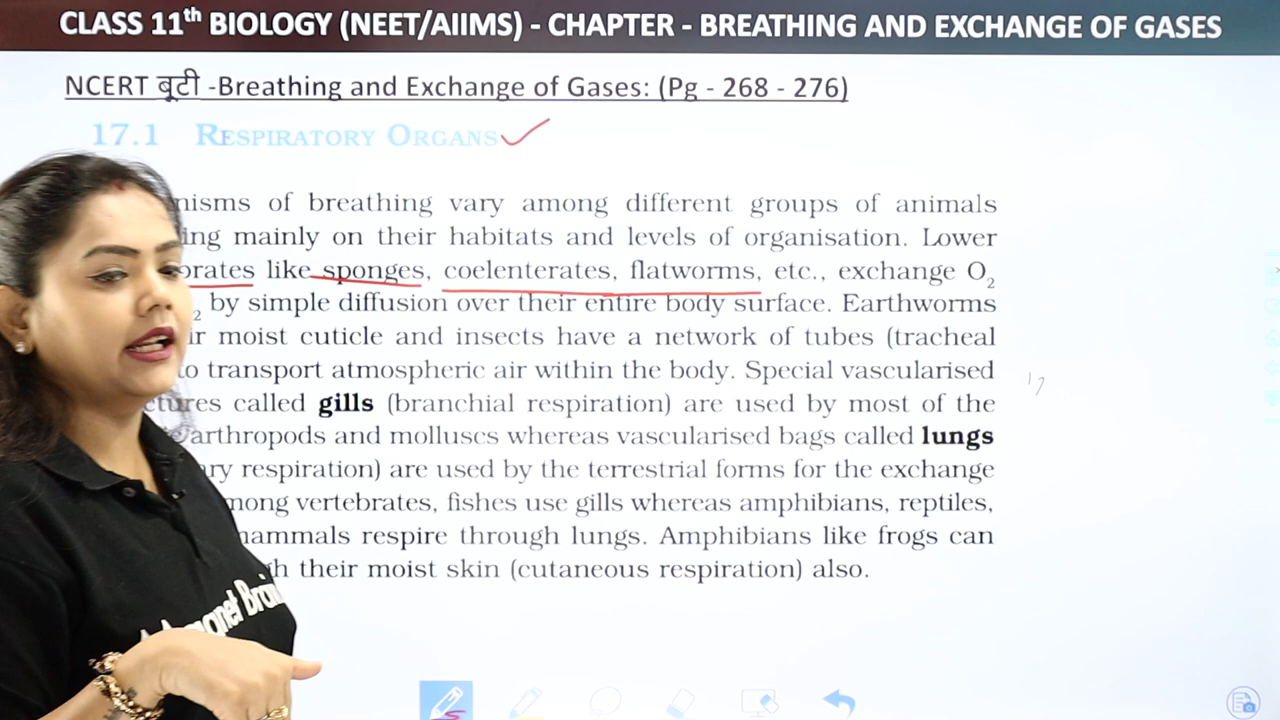 CLASS 11th BIOLOGY (NEET/AIIMS) - CHAPTER - BREATHING AND EXCHANGE OF GASES
NCERT बूटी -Breathing and Exchange of Gases: (Pg - 268 - 276)
17.1 RESPIRATORY ORGANS
nisms of breathing vary among different groups of animals
ing mainly on their habitats and levels of organisation. Lower
brates like sponges, coelenterates, flatworms, etc., exchange O2
2 by simple diffusion over their entire body surface. Earthworms
ir moist cuticle and insects have a network of tubes (tracheal
to transport atmospheric air within the body. Special vascularised
ctures called gills (branchial respiration) are used by most of the
arthropods and molluscs whereas vascularised bags called lungs
ary respiration) are used by the terrestrial forms for the exchange
mong vertebrates, fishes use gills whereas amphibians, reptiles,
mammals respire through lungs. Amphibians like frogs can
gh their moist skin (cutaneous respiration) also.